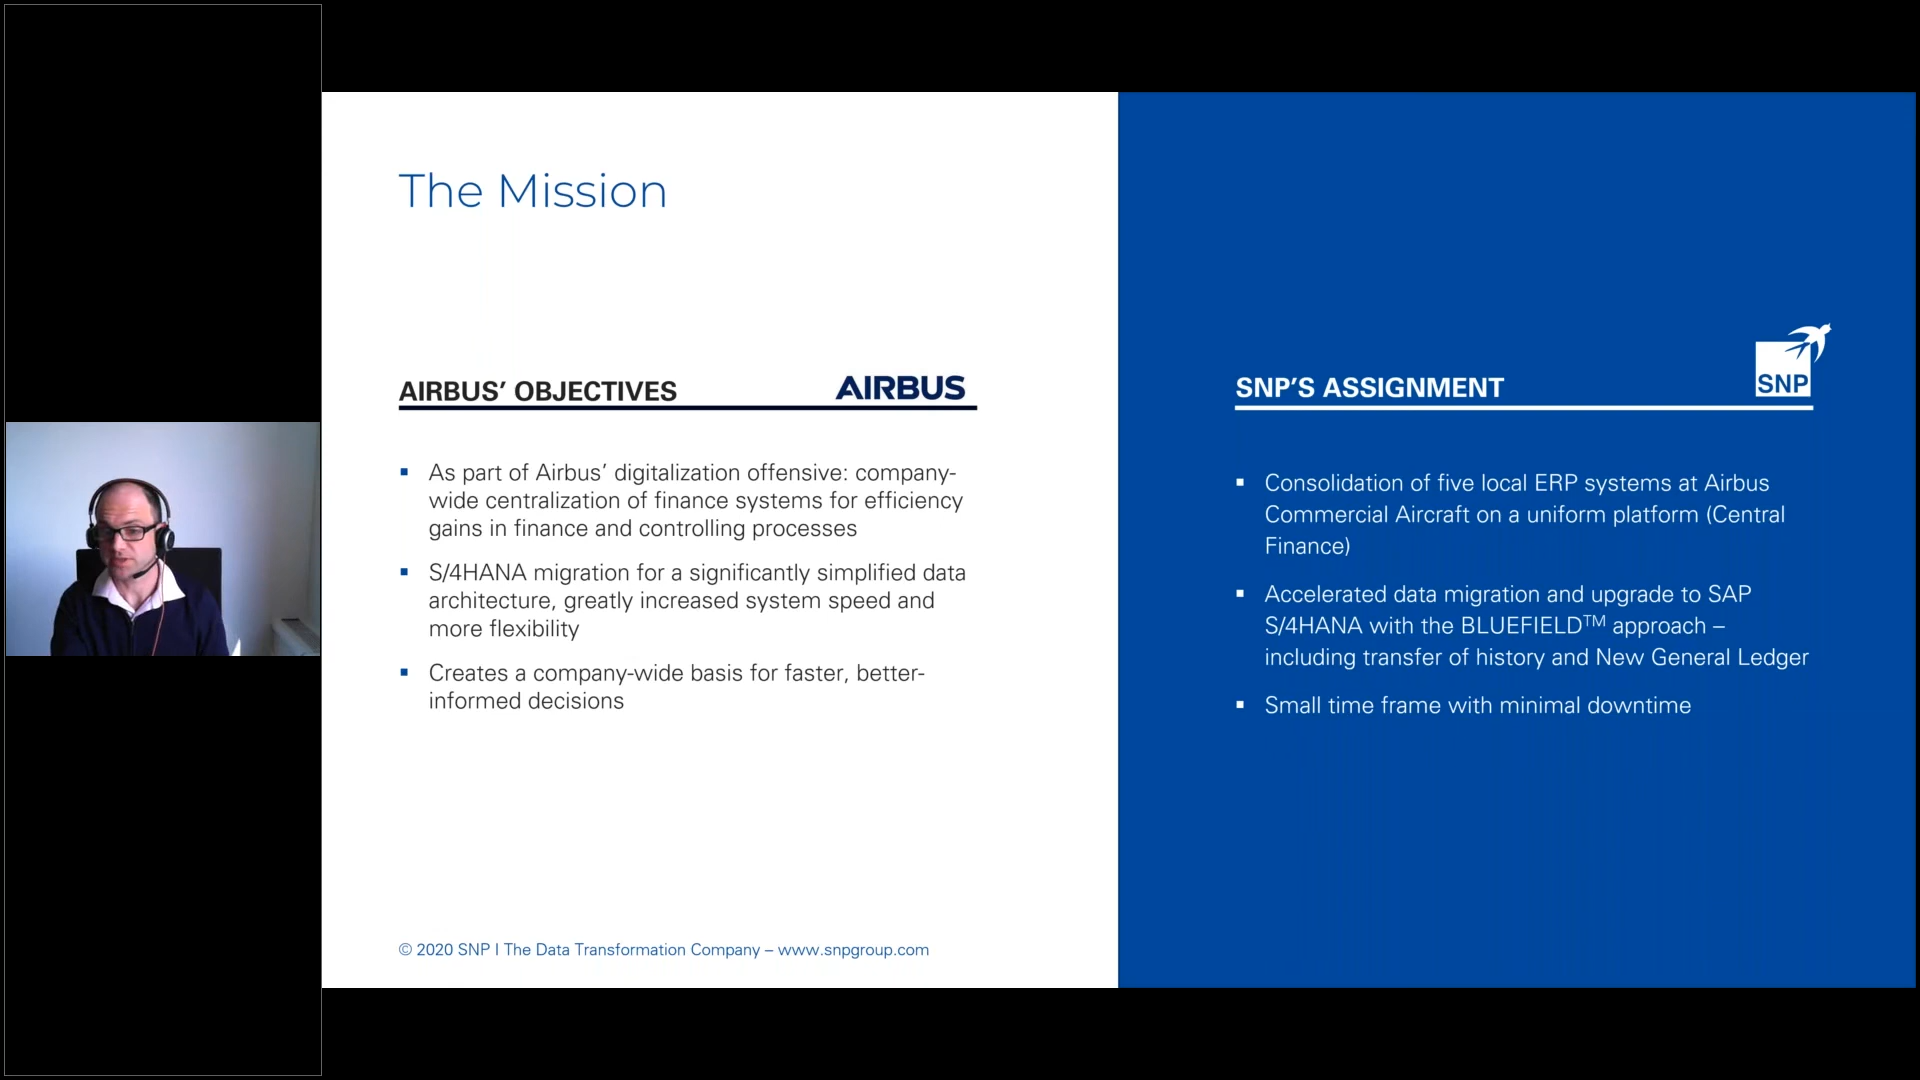 The Mission
AIRBUS’ OBJECTIVES
AIRBUS
▪ As part of Airbus’ digitalization offensive: company-
wide centralization of finance systems for efficiency
gains in finance and controlling processes
▪ S/4HANA migration for a significantly simplified data
architecture, greatly increased system speed and
more flexibility
▪ Creates a company-wide basis for faster, better-
informed decisions
© 2020 SNP I The Data Transformation Company – www.snpgroup.com
SNP’S ASSIGNMENT
SNP
▪ Consolidation of five local ERP systems at Airbus
Commercial Aircraft on a uniform platform (Central
Finance)
▪ Accelerated data migration and upgrade to SAP
S/4HANA with the BLUEFIELD™ approach –
including transfer of history and New General Ledger
▪ Small time frame with minimal downtime